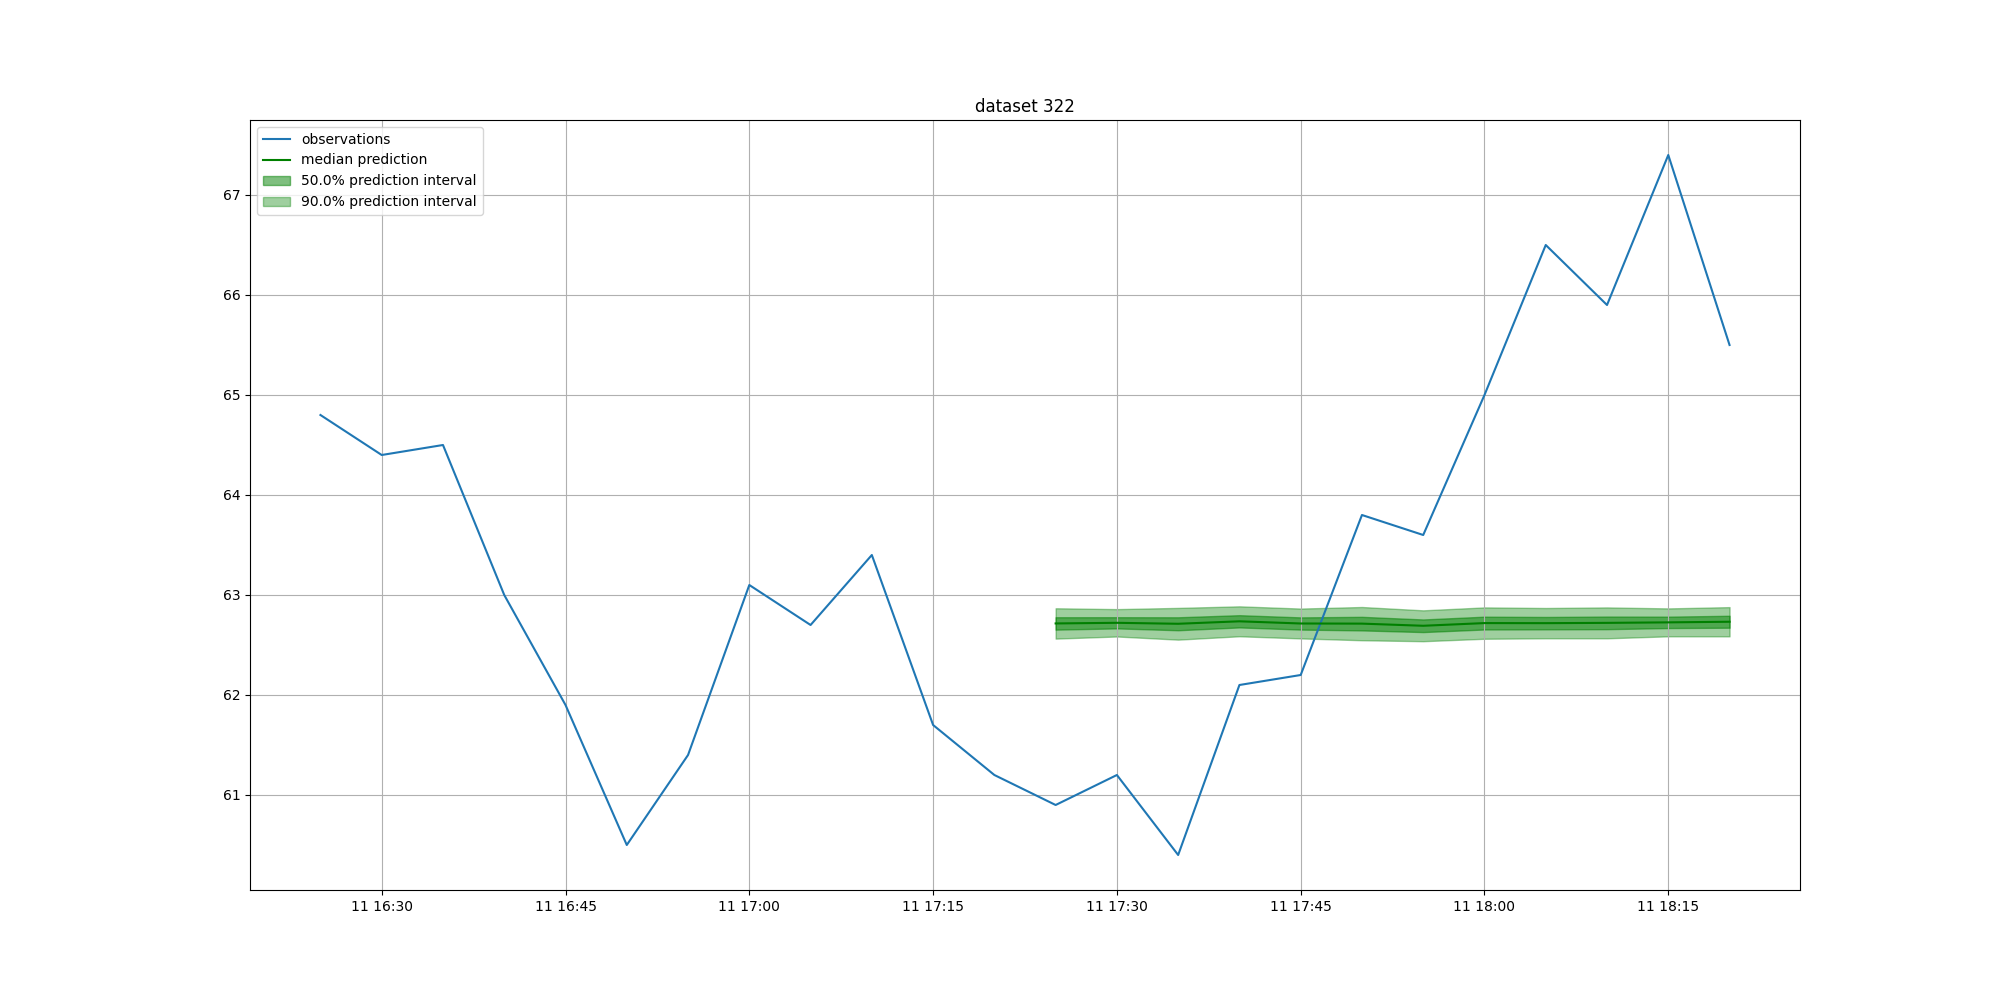 dataset 322
observations
median prediction
50.0% prediction interval
90.0% prediction interval
67
66
65
64
63
62
61
11 16:30 11 16:45 11 17:00 11 17:15 11 17:30 11 17:45 11 18:00 11 18:15